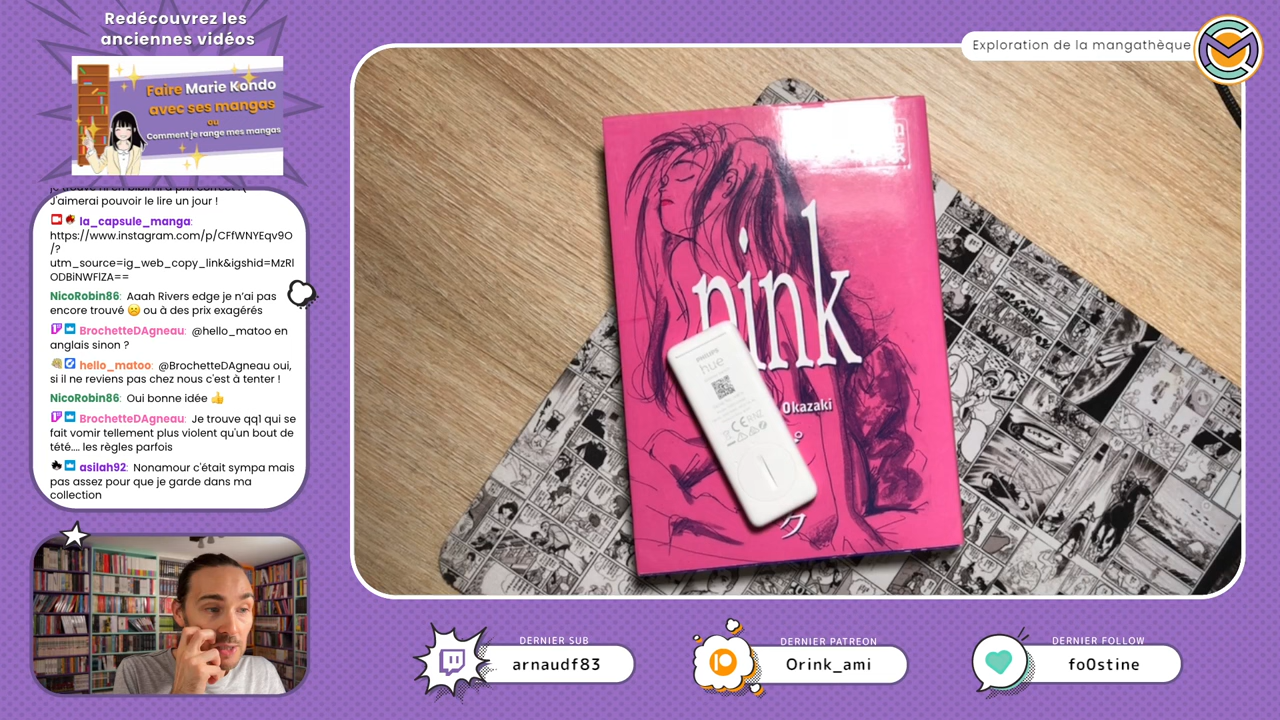 Redécouvrez les
anciennes vidéos
Faire Marie Kondo
avec ses mangas
ou
Comment je range mes mangas
J'aimerai pouvoir le lire un jour !
la_capsule_manga:
https://www.instagram.com/p/CFfWNYEqv9O
/?
utm_source=ig_web_copy_link&igshid=MzRl
ODBiNWFlZA==
NicoRobin86: Aaah Rivers edge je n'ai pas
encore trouvé ☹️ ou à des prix exagérés
BrochetteDAgneau: @hello_matoo en
anglais sinon ?
hello_matoo: @BrochetteDAgneau oui,
si il ne reviens pas chez nous c'est à tenter !
NicoRobin86: Oui bonne idée 👍
BrochetteDAgneau: Je trouve qq1 qui se
fait vomir tellement plus violent qu'un bout de
tété.... les règles parfois
asilah92: Nonamour c'était sympa mais
pas assez pour que je garde dans ma
collection
Exploration de la mangathèque
pink
Okazaki
ク
hue
DERNIER SUB
arnaudf83
DERNIER PATREON
Orink_ami
DERNIER FOLLOW
fo0stine